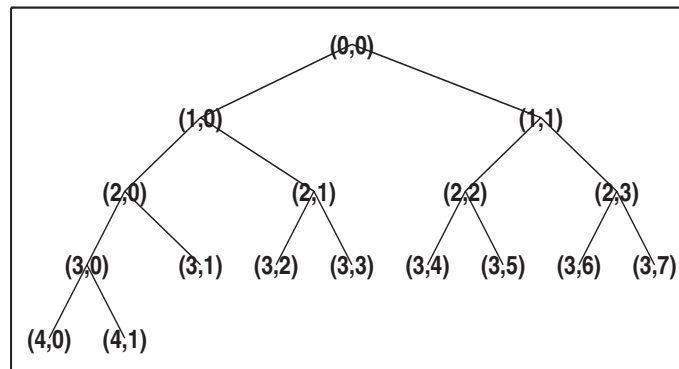 (0,0)
(1,0) (1,1)
(2,0) (2,1) (2,2) (2,3)
(3,0) (3,1) (3,2) (3,3) (3,4) (3,5) (3,6) (3,7)
(4,0) (4,1)